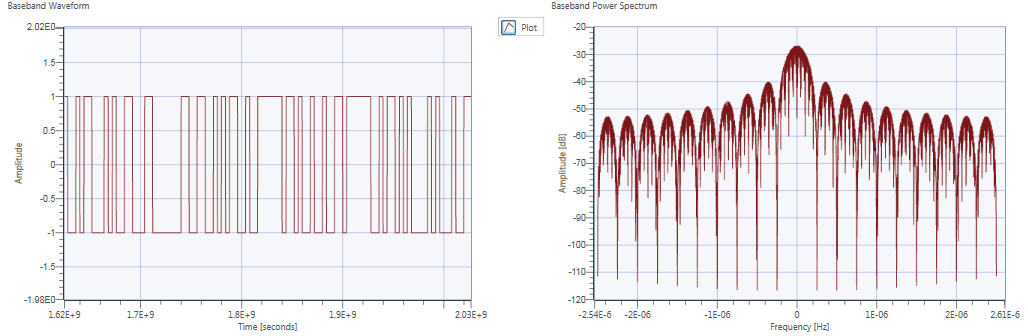 Baseband Waveform
2.02E0
1.5
1
0.5
0
-0.5
-1
-1.5
-1.98E0
Amplitude
1.62E+9
1.7E+9
1.8E+9
1.9E+9
2.03E+9
Time [seconds]
Plot
Baseband Power Spectrum
-20
-30
-40
-50
-60
-70
-80
-90
-100
-110
-120
Amplitude [dB]
-2.54E-6
-2E-06
-1E-06
0
1E-06
2E-06
2.61E-6
Frequency [Hz]